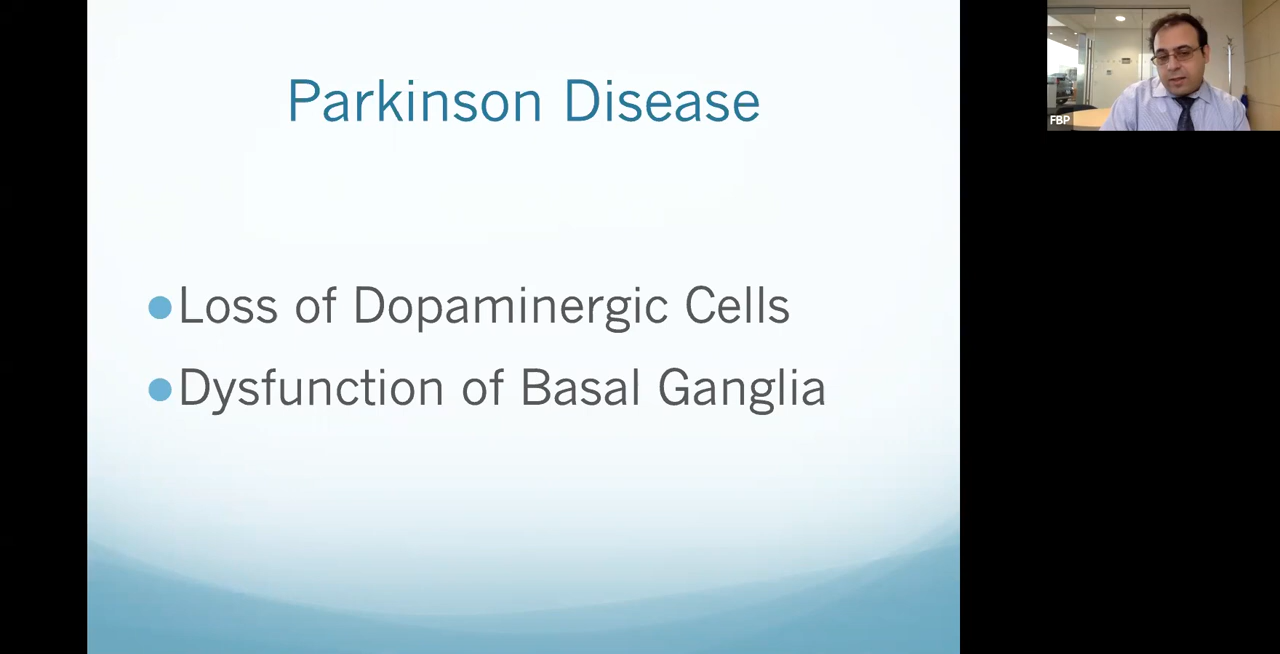 Parkinson Disease
FBP
Loss of Dopaminergic Cells
Dysfunction of Basal Ganglia